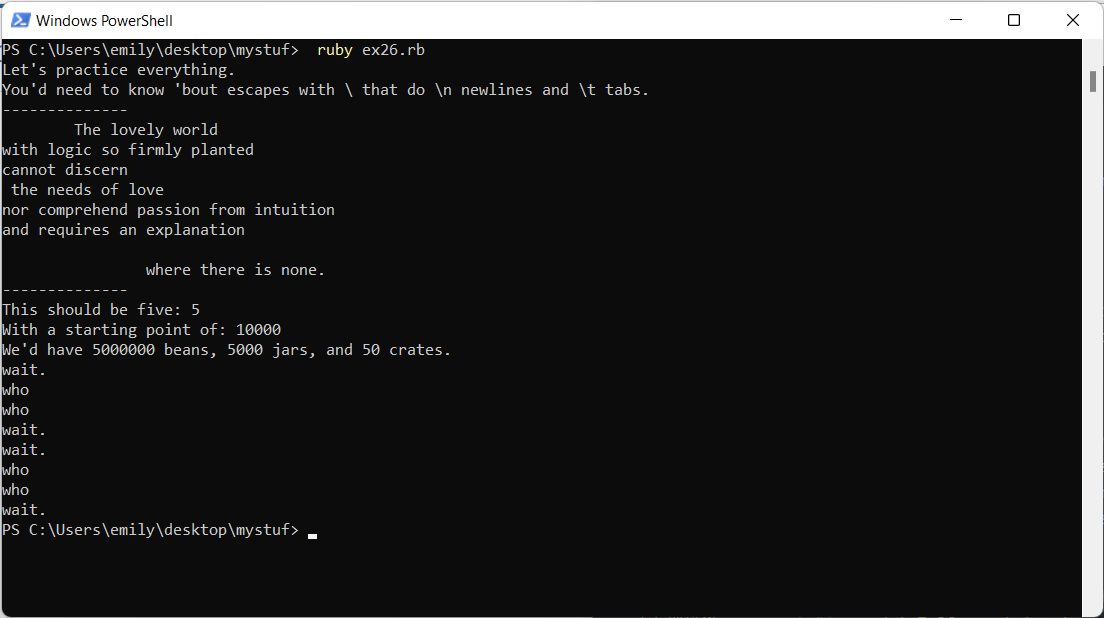 Windows PowerShell
PS C:\Users\emily\desktop\mystuf>  ruby ex26.rb
Let's practice everything.
You'd need to know 'bout escapes with \ that do \n newlines and \t tabs.
--------------
        The lovely world
with logic so firmly planted
cannot discern
 the needs of love
nor comprehend passion from intuition
and requires an explanation

                where there is none.
--------------
This should be five: 5
With a starting point of: 10000
We'd have 5000000 beans, 5000 jars, and 50 crates.
wait.
who
who
wait.
wait.
who
who
wait.
PS C:\Users\emily\desktop\mystuf>